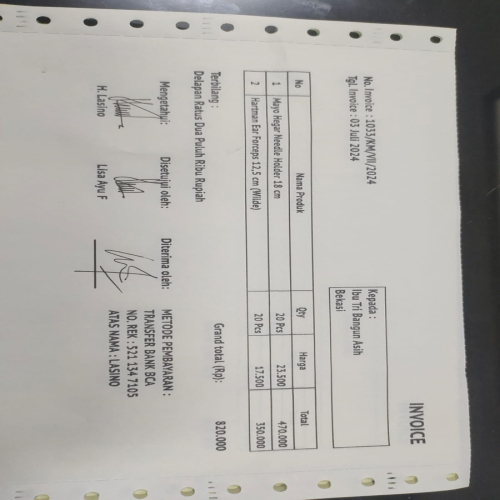 INVOICE
No. Invoice : 1033/KM/VII/2024
Tgl. Invoice : 03 Juli 2024
Kepada :
Ibu Tri Bangun Asih
Bekasi
No Nama Produk Qty Harga Total
1 Mayo Hegar Needle Holder 18 cm 20 Pcs 23.500 470.000
2 Hartman Ear Forceps 12,5 cm (Wilde) 20 Pcs 17.500 350.000
Grand total (Rp): 820.000
Terbilang :
Delapan Ratus Dua Puluh Ribu Rupiah
Mengetahui: Disetujui oleh: Diterima oleh:
H. Lasino Lisa Ayu F
METODE PEMBAYARAN :
TRANSFER BANK BCA
NO. REK : 521 134 7105
ATAS NAMA : LASINO